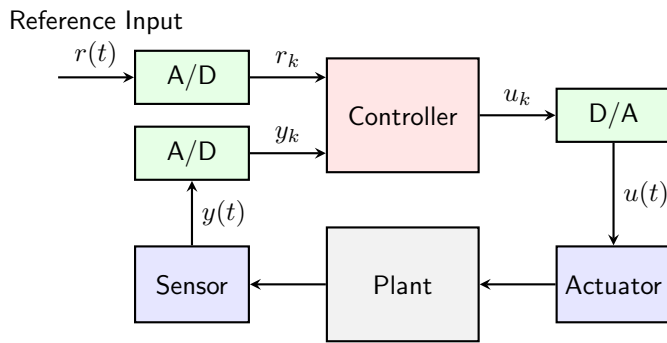 Reference Input
r(t)
A/D
r_k
A/D
y_k
Controller
u_k
D/A
y(t)
u(t)
Sensor
Plant
Actuator